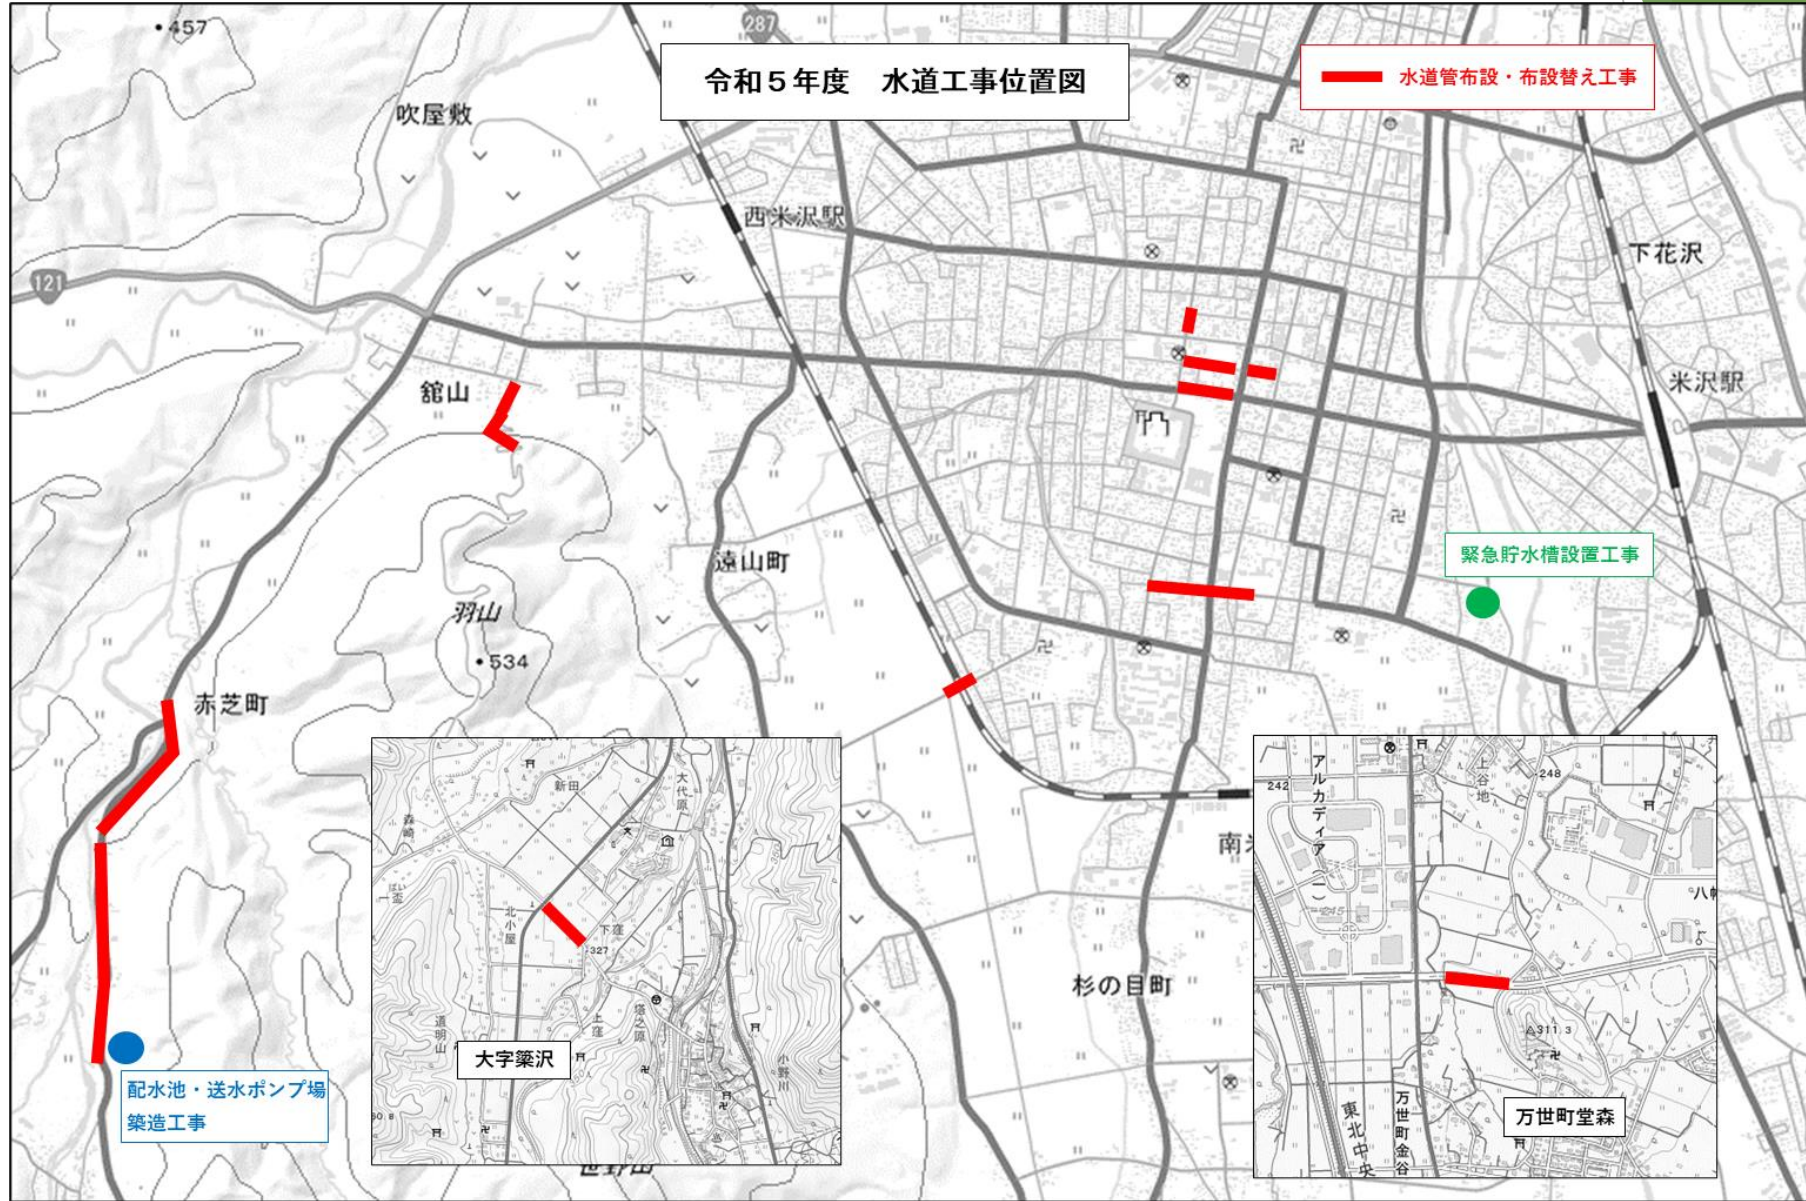 457
287
令和５年度　水道工事位置図
水道管布設・布設替え工事
吹屋敷
西米沢駅
下花沢
121
舘山
米沢駅
遠山町
緊急貯水槽設置工事
羽山
534
赤芝町
新田
大代原
森崎
北小屋
下窪
327
上窪
塔之原
道明山
小野川
大字簗沢
配水池・送水ポンプ場
築造工事
杉の目町
アルカディア（一）
242
上谷地
248
245
311.3
万世町堂森
万世町金谷
東北中央